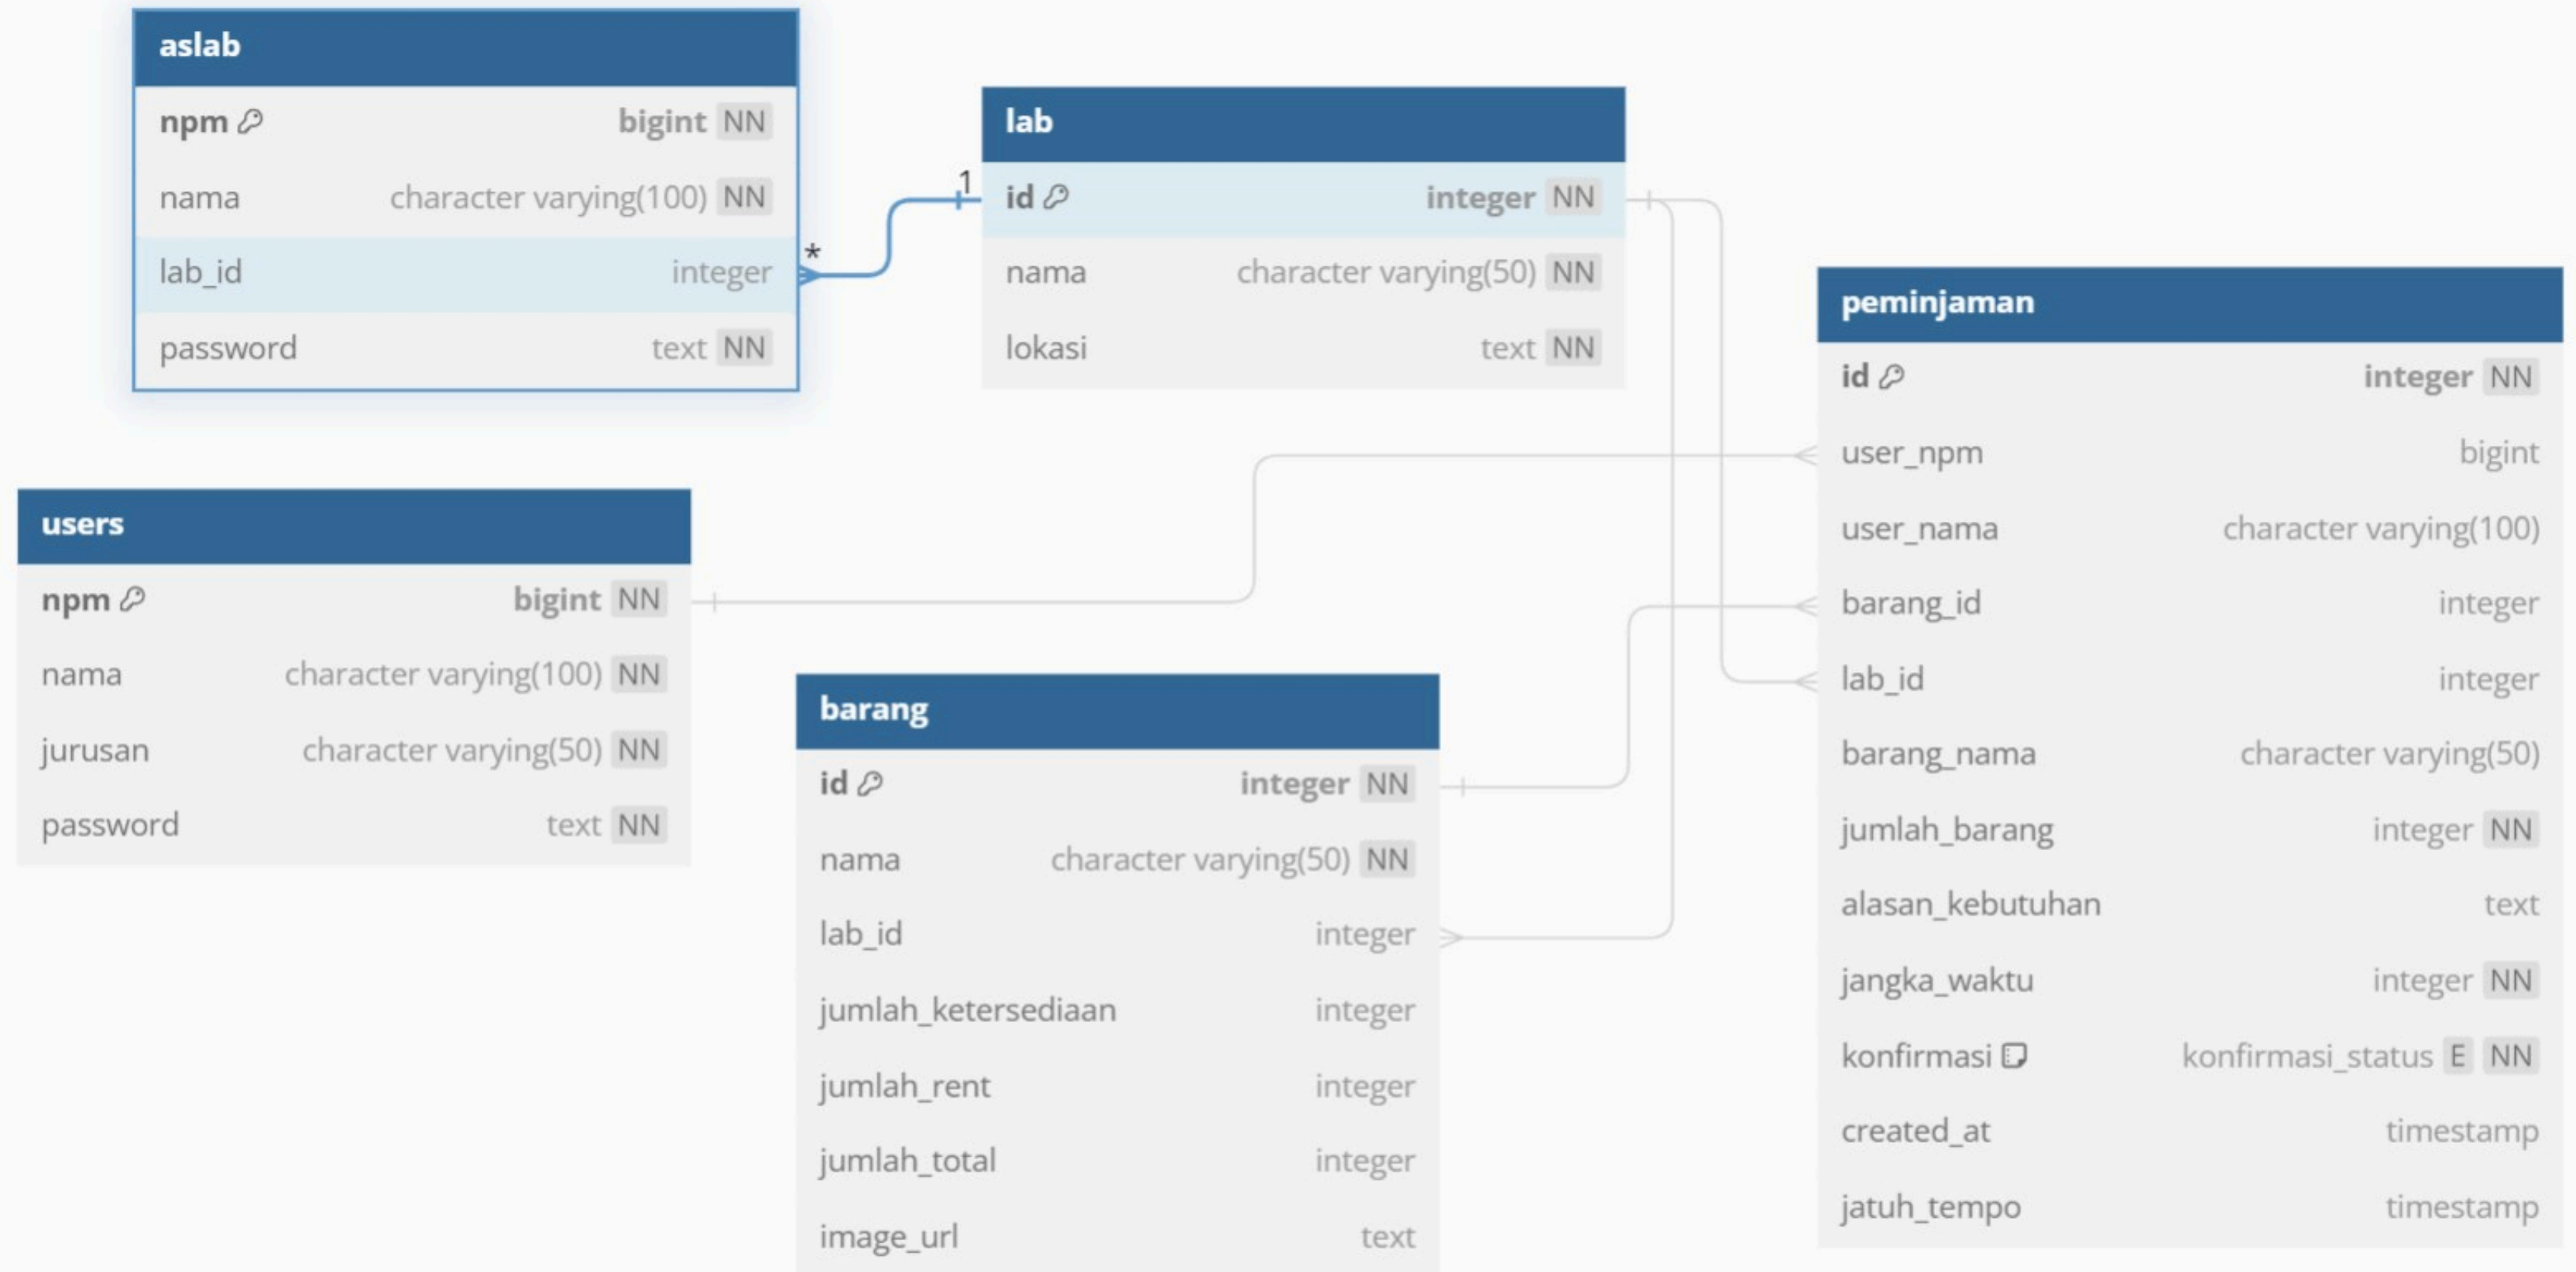 aslab
npm bigint NN
nama character varying(100) NN
lab_id integer
password text NN
*
1
lab
id integer NN
nama character varying(50) NN
lokasi text NN
users
npm bigint NN
nama character varying(100) NN
jurusan character varying(50) NN
password text NN
barang
id integer NN
nama character varying(50) NN
lab_id integer
jumlah_ketersediaan integer
jumlah_rent integer
jumlah_total integer
image_url text
peminjaman
id integer NN
user_npm bigint
user_nama character varying(100)
barang_id integer
lab_id integer
barang_nama character varying(50)
jumlah_barang integer NN
alasan_kebutuhan text
jangka_waktu integer NN
konfirmasi konfirmasi_status E NN
created_at timestamp
jatuh_tempo timestamp